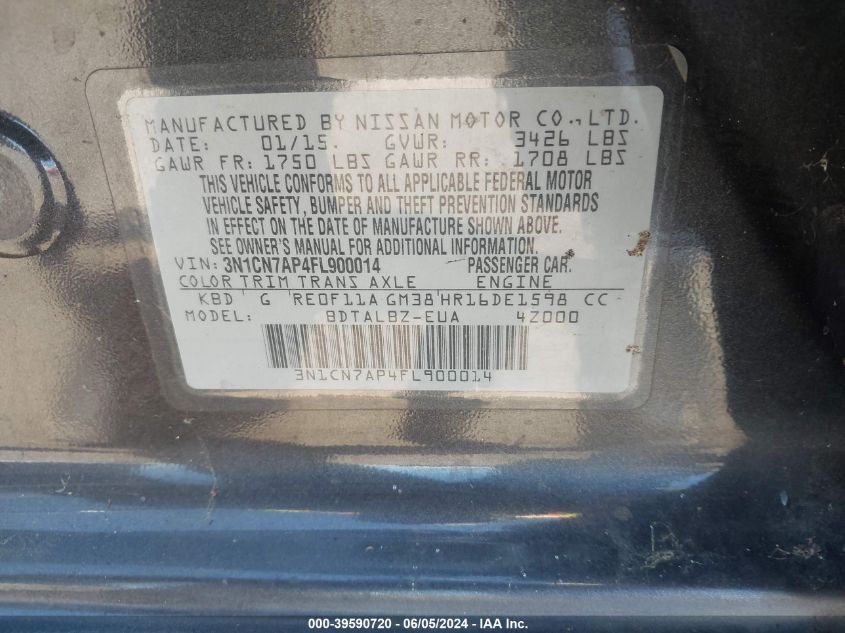 MANUFACTURED BY NISSAN MOTOR CO., LTD.
DATE: 01/15. GVWR: 3426 LBS
GAWR FR: 1750 LBS GAWR RR: 1708 LBS
THIS VEHICLE CONFORMS TO ALL APPLICABLE FEDERAL MOTOR
VEHICLE SAFETY, BUMPER AND THEFT PREVENTION STANDARDS
IN EFFECT ON THE DATE OF MANUFACTURE SHOWN ABOVE.
SEE OWNER'S MANUAL FOR ADDITIONAL INFORMATION.
VIN: 3N1CN7AP4FL900014 PASSENGER CAR.
COLOR TRIM TRANS AXLE ENGINE
KBD G RE0F11A GM38 HR16DE1598 CC
MODEL: BDTALBZ-EUA 4Z000
3N1CN7AP4FL900014
000-39590720 - 06/05/2024 - IAA Inc.